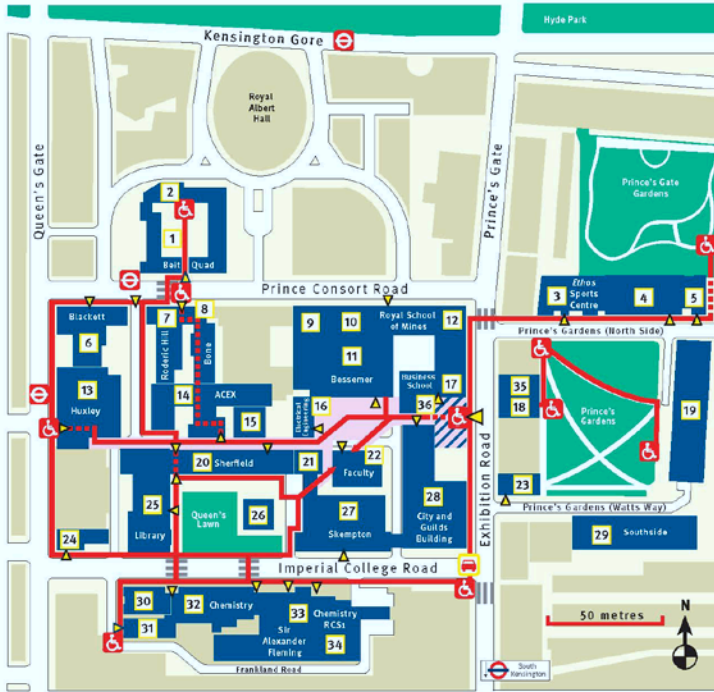 Hyde Park
Kensington Gore
Royal
Albert
Hall
Queen's Gate
Prince's Gate
Prince's Gate
Gardens
2
1
Beit Quad
Prince Consort Road
Ethos
Sports
Centre
3
4
5
Prince's Gardens (North Side)
Blackett
6
7
8
Roderic Hill
Bone
9
10
Royal School
of Mines
12
11
Bessemer
Business
School
17
13
Huxley
14
ACEX
15
16
Electrical
Engineering
36
35
18
Prince's
Gardens
19
20
Sherfield
21
22
Faculty
23
Prince's Gardens (Watts Way)
Exhibition Road
25
Library
Queen's
Lawn
26
27
Skempton
28
City and
Guilds
Building
29
Southside
24
Imperial College Road
30
31
32
Chemistry
33
Chemistry
RCS1
Sir
Alexander
Fleming
34
Frankland Road
50 metres
N
South
Kensington